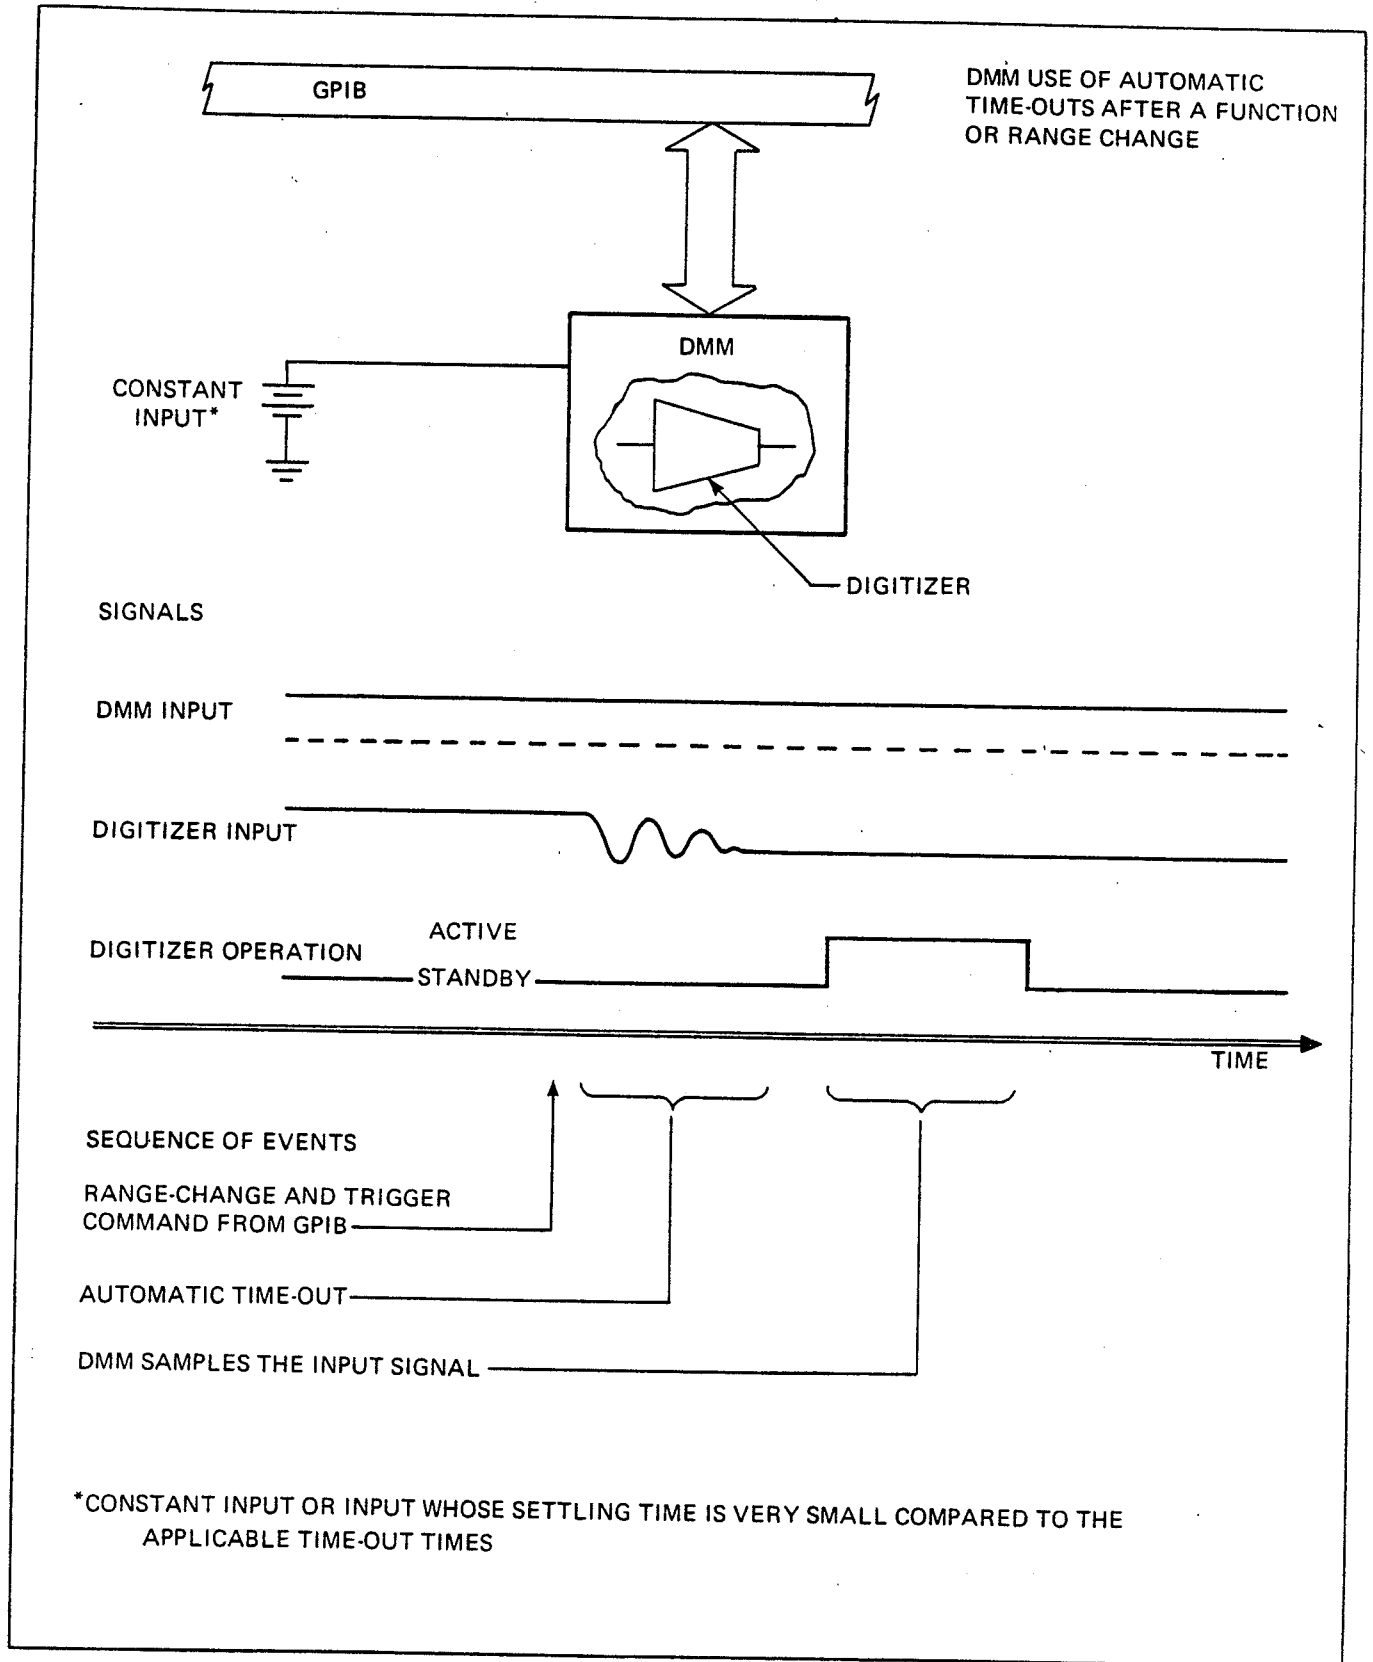 GPIB
DMM USE OF AUTOMATIC
TIME-OUTS AFTER A FUNCTION
OR RANGE CHANGE
DMM
CONSTANT
INPUT*
DIGITIZER
SIGNALS
DMM INPUT
DIGITIZER INPUT
ACTIVE
DIGITIZER OPERATION
STANDBY
TIME
SEQUENCE OF EVENTS
RANGE-CHANGE AND TRIGGER
COMMAND FROM GPIB
AUTOMATIC TIME-OUT
DMM SAMPLES THE INPUT SIGNAL
*CONSTANT INPUT OR INPUT WHOSE SETTLING TIME IS VERY SMALL COMPARED TO THE
APPLICABLE TIME-OUT TIMES